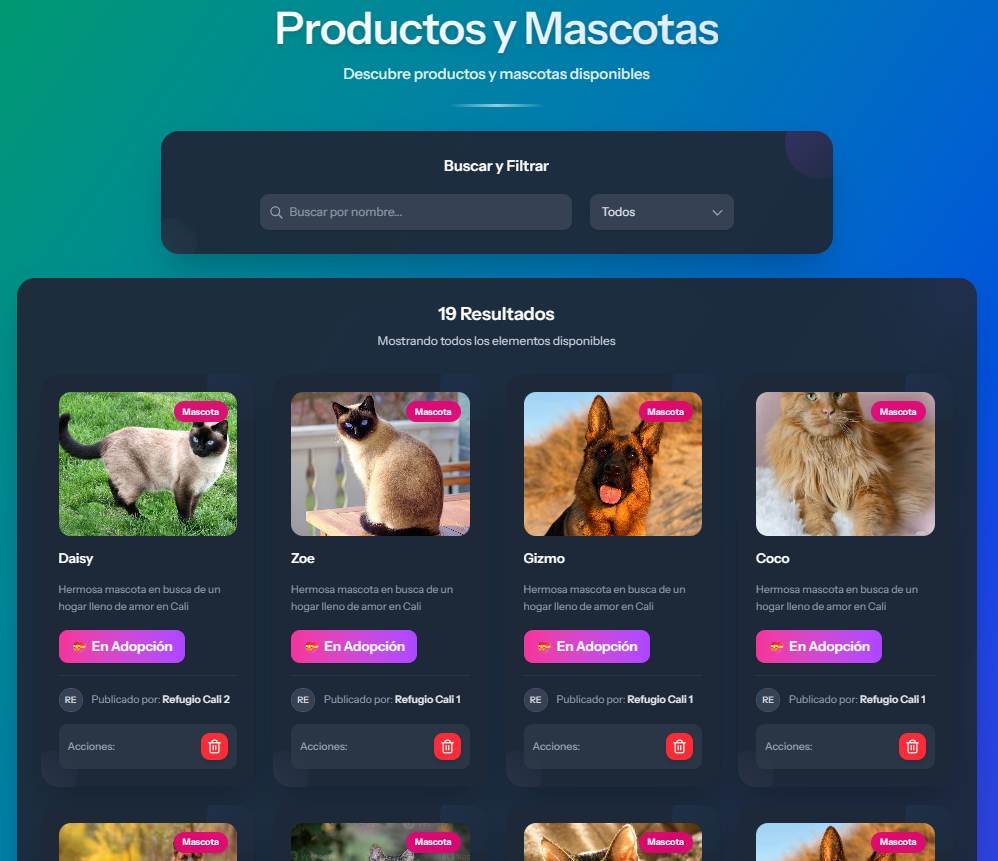 Productos y Mascotas
Descubre productos y mascotas disponibles
Buscar y Filtrar
Buscar por nombre...
Todos
19 Resultados
Mostrando todos los elementos disponibles
Mascota
Daisy
Hermosa mascota en busca de un
hogar lleno de amor en Cali
En Adopción
RE Publicado por: Refugio Cali 2
Acciones:
Mascota
Zoe
Hermosa mascota en busca de un
hogar lleno de amor en Cali
En Adopción
RE Publicado por: Refugio Cali 1
Acciones:
Mascota
Gizmo
Hermosa mascota en busca de un
hogar lleno de amor en Cali
En Adopción
RE Publicado por: Refugio Cali 1
Acciones:
Mascota
Coco
Hermosa mascota en busca de un
hogar lleno de amor en Cali
En Adopción
RE Publicado por: Refugio Cali 1
Acciones:
Mascota
Mascota
Mascota
Mascota